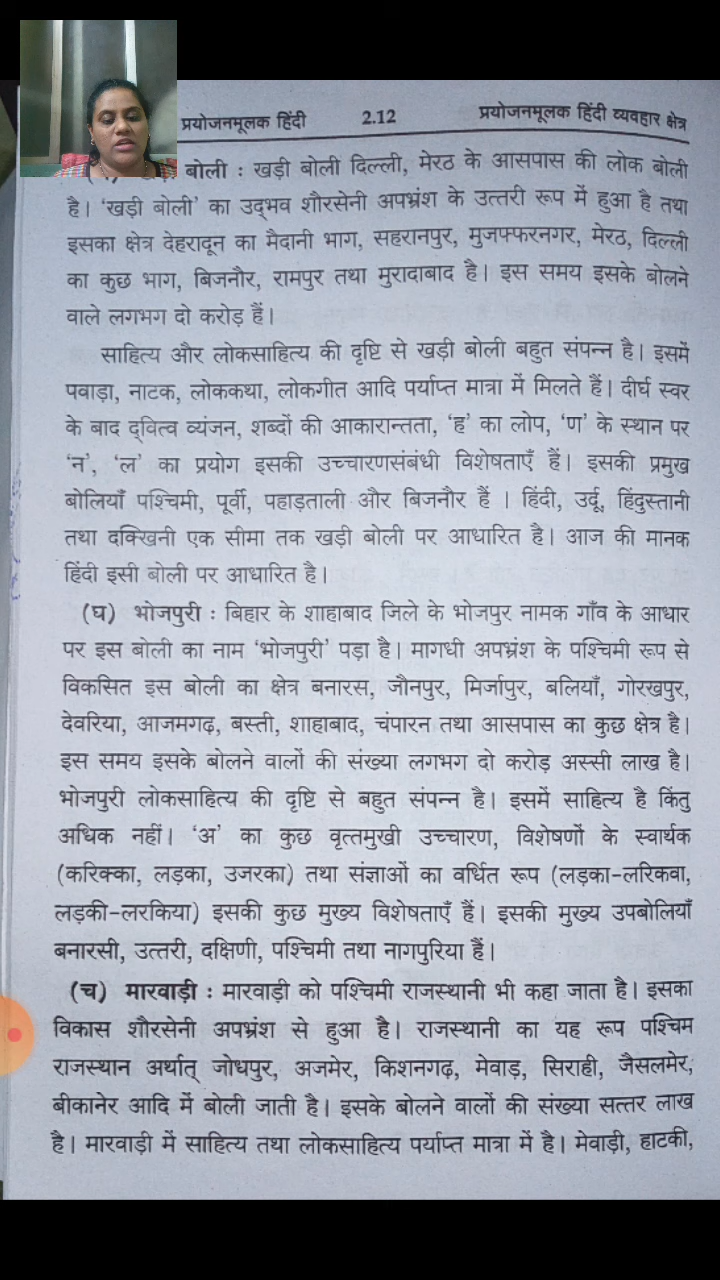 प्रयोजनमूलक हिंदी 2.12 प्रयोजनमूलक हिंदी व्यवहार क्षेत्र
बोली : खड़ी बोली दिल्ली, मेरठ के आसपास की लोक बोली
है। 'खड़ी बोली' का उद्भव शौरसेनी अपभ्रंश के उत्तरी रूप में हुआ है तथा
इसका क्षेत्र देहरादून का मैदानी भाग, सहरानपुर, मुजफ्फरनगर, मेरठ, दिल्ली
का कुछ भाग, बिजनौर, रामपुर तथा मुरादाबाद है। इस समय इसके बोलने
वाले लगभग दो करोड़ हैं।
साहित्य और लोकसाहित्य की दृष्टि से खड़ी बोली बहुत संपन्न है। इसमें
पवाड़ा, नाटक, लोककथा, लोकगीत आदि पर्याप्त मात्रा में मिलते हैं। दीर्घ स्वर
के बाद द्वित्व व्यंजन, शब्दों की आकारान्तता, 'ह' का लोप, 'ण' के स्थान पर
'न', 'ल' का प्रयोग इसकी उच्चारणसंबंधी विशेषताएँ हैं। इसकी प्रमुख
बोलियाँ पश्चिमी, पूर्वी, पहाड़ताली और बिजनौर हैं । हिंदी, उर्दू, हिंदुस्तानी
तथा दक्खिनी एक सीमा तक खड़ी बोली पर आधारित है। आज की मानक
हिंदी इसी बोली पर आधारित है।
(घ) भोजपुरी : बिहार के शाहाबाद जिले के भोजपुर नामक गाँव के आधार
पर इस बोली का नाम 'भोजपुरी' पड़ा है। मागधी अपभ्रंश के पश्चिमी रूप से
विकसित इस बोली का क्षेत्र बनारस, जौनपुर, मिर्जापुर, बलियाँ, गोरखपुर,
देवरिया, आजमगढ़, बस्ती, शाहाबाद, चंपारन तथा आसपास का कुछ क्षेत्र है।
इस समय इसके बोलने वालों की संख्या लगभग दो करोड़ अस्सी लाख है।
भोजपुरी लोकसाहित्य की दृष्टि से बहुत संपन्न है। इसमें साहित्य है किंतु
अधिक नहीं। 'अ' का कुछ वृत्तमुखी उच्चारण, विशेषणों के स्वार्थक
(करिक्का, लड़का, उजरका) तथा संज्ञाओं का वर्धित रूप (लड़का-लरिकवा,
लड़की-लरकिया) इसकी कुछ मुख्य विशेषताएँ हैं। इसकी मुख्य उपबोलियाँ
बनारसी, उत्तरी, दक्षिणी, पश्चिमी तथा नागपुरिया हैं।
(च) मारवाड़ी : मारवाड़ी को पश्चिमी राजस्थानी भी कहा जाता है। इसका
विकास शौरसेनी अपभ्रंश से हुआ है। राजस्थानी का यह रूप पश्चिम
राजस्थान अर्थात् जोधपुर, अजमेर, किशनगढ़, मेवाड़, सिराही, जैसलमेर,
बीकानेर आदि में बोली जाती है। इसके बोलने वालों की संख्या सत्तर लाख
है। मारवाड़ी में साहित्य तथा लोकसाहित्य पर्याप्त मात्रा में है। मेवाड़ी, हाटकी,